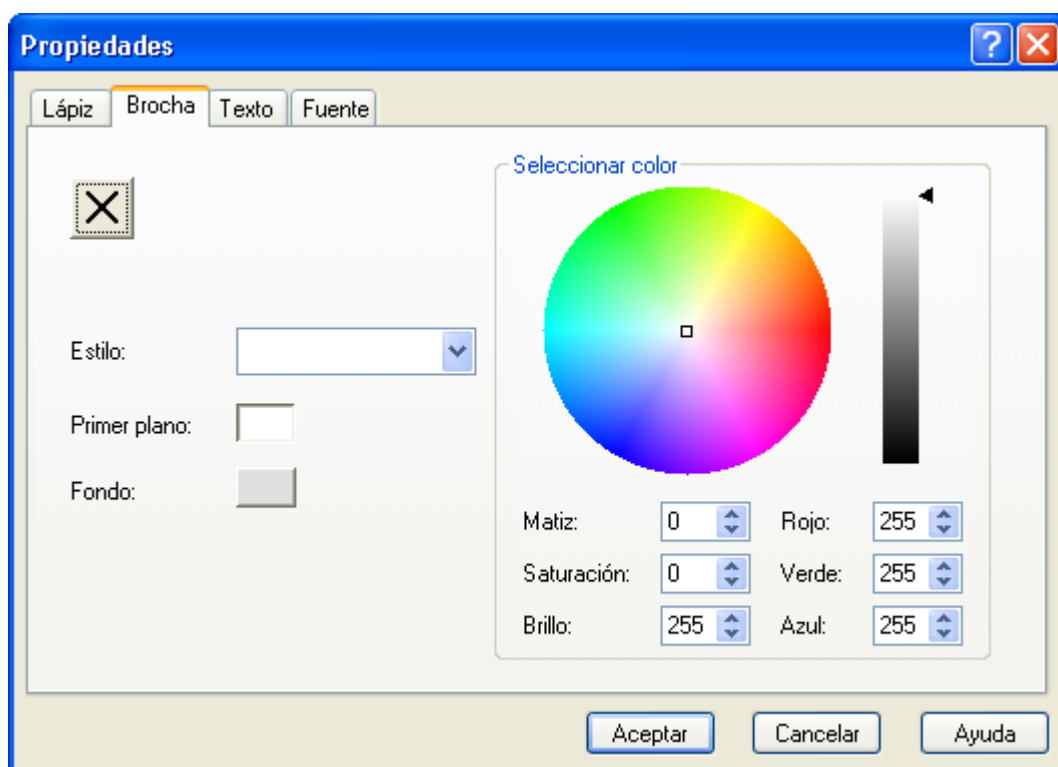 Propiedades
Lápiz Brocha Texto Fuente
Seleccionar color
Estilo:
Primer plano:
Fondo:
Matiz: 0 Rojo: 255
Saturación: 0 Verde: 255
Brillo: 255 Azul: 255
Aceptar Cancelar Ayuda